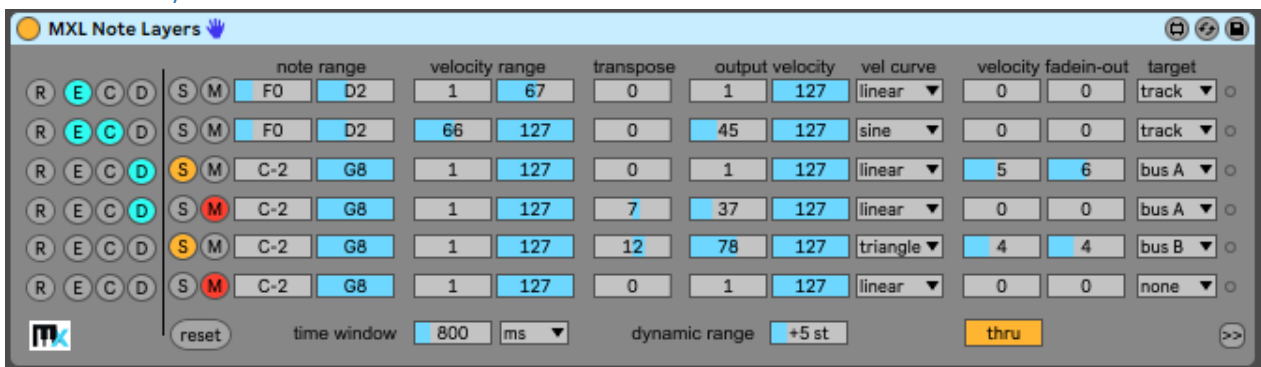 MXL Note Layers
note range velocity range transpose output velocity vel curve velocity fadein-out target
R E C D S M F0 D2 1 67 0 1 127 linear 0 0 track
R E C D S M F0 D2 66 127 0 45 127 sine 0 0 track
R E C D S M C-2 G8 1 127 0 1 127 linear 5 6 bus A
R E C D S M C-2 G8 1 127 7 37 127 linear 0 0 bus A
R E C D S M C-2 G8 1 127 12 78 127 triangle 4 4 bus B
R E C D S M C-2 G8 1 127 0 1 127 linear 0 0 none
mx reset time window 800 ms dynamic range +5 st thru >>